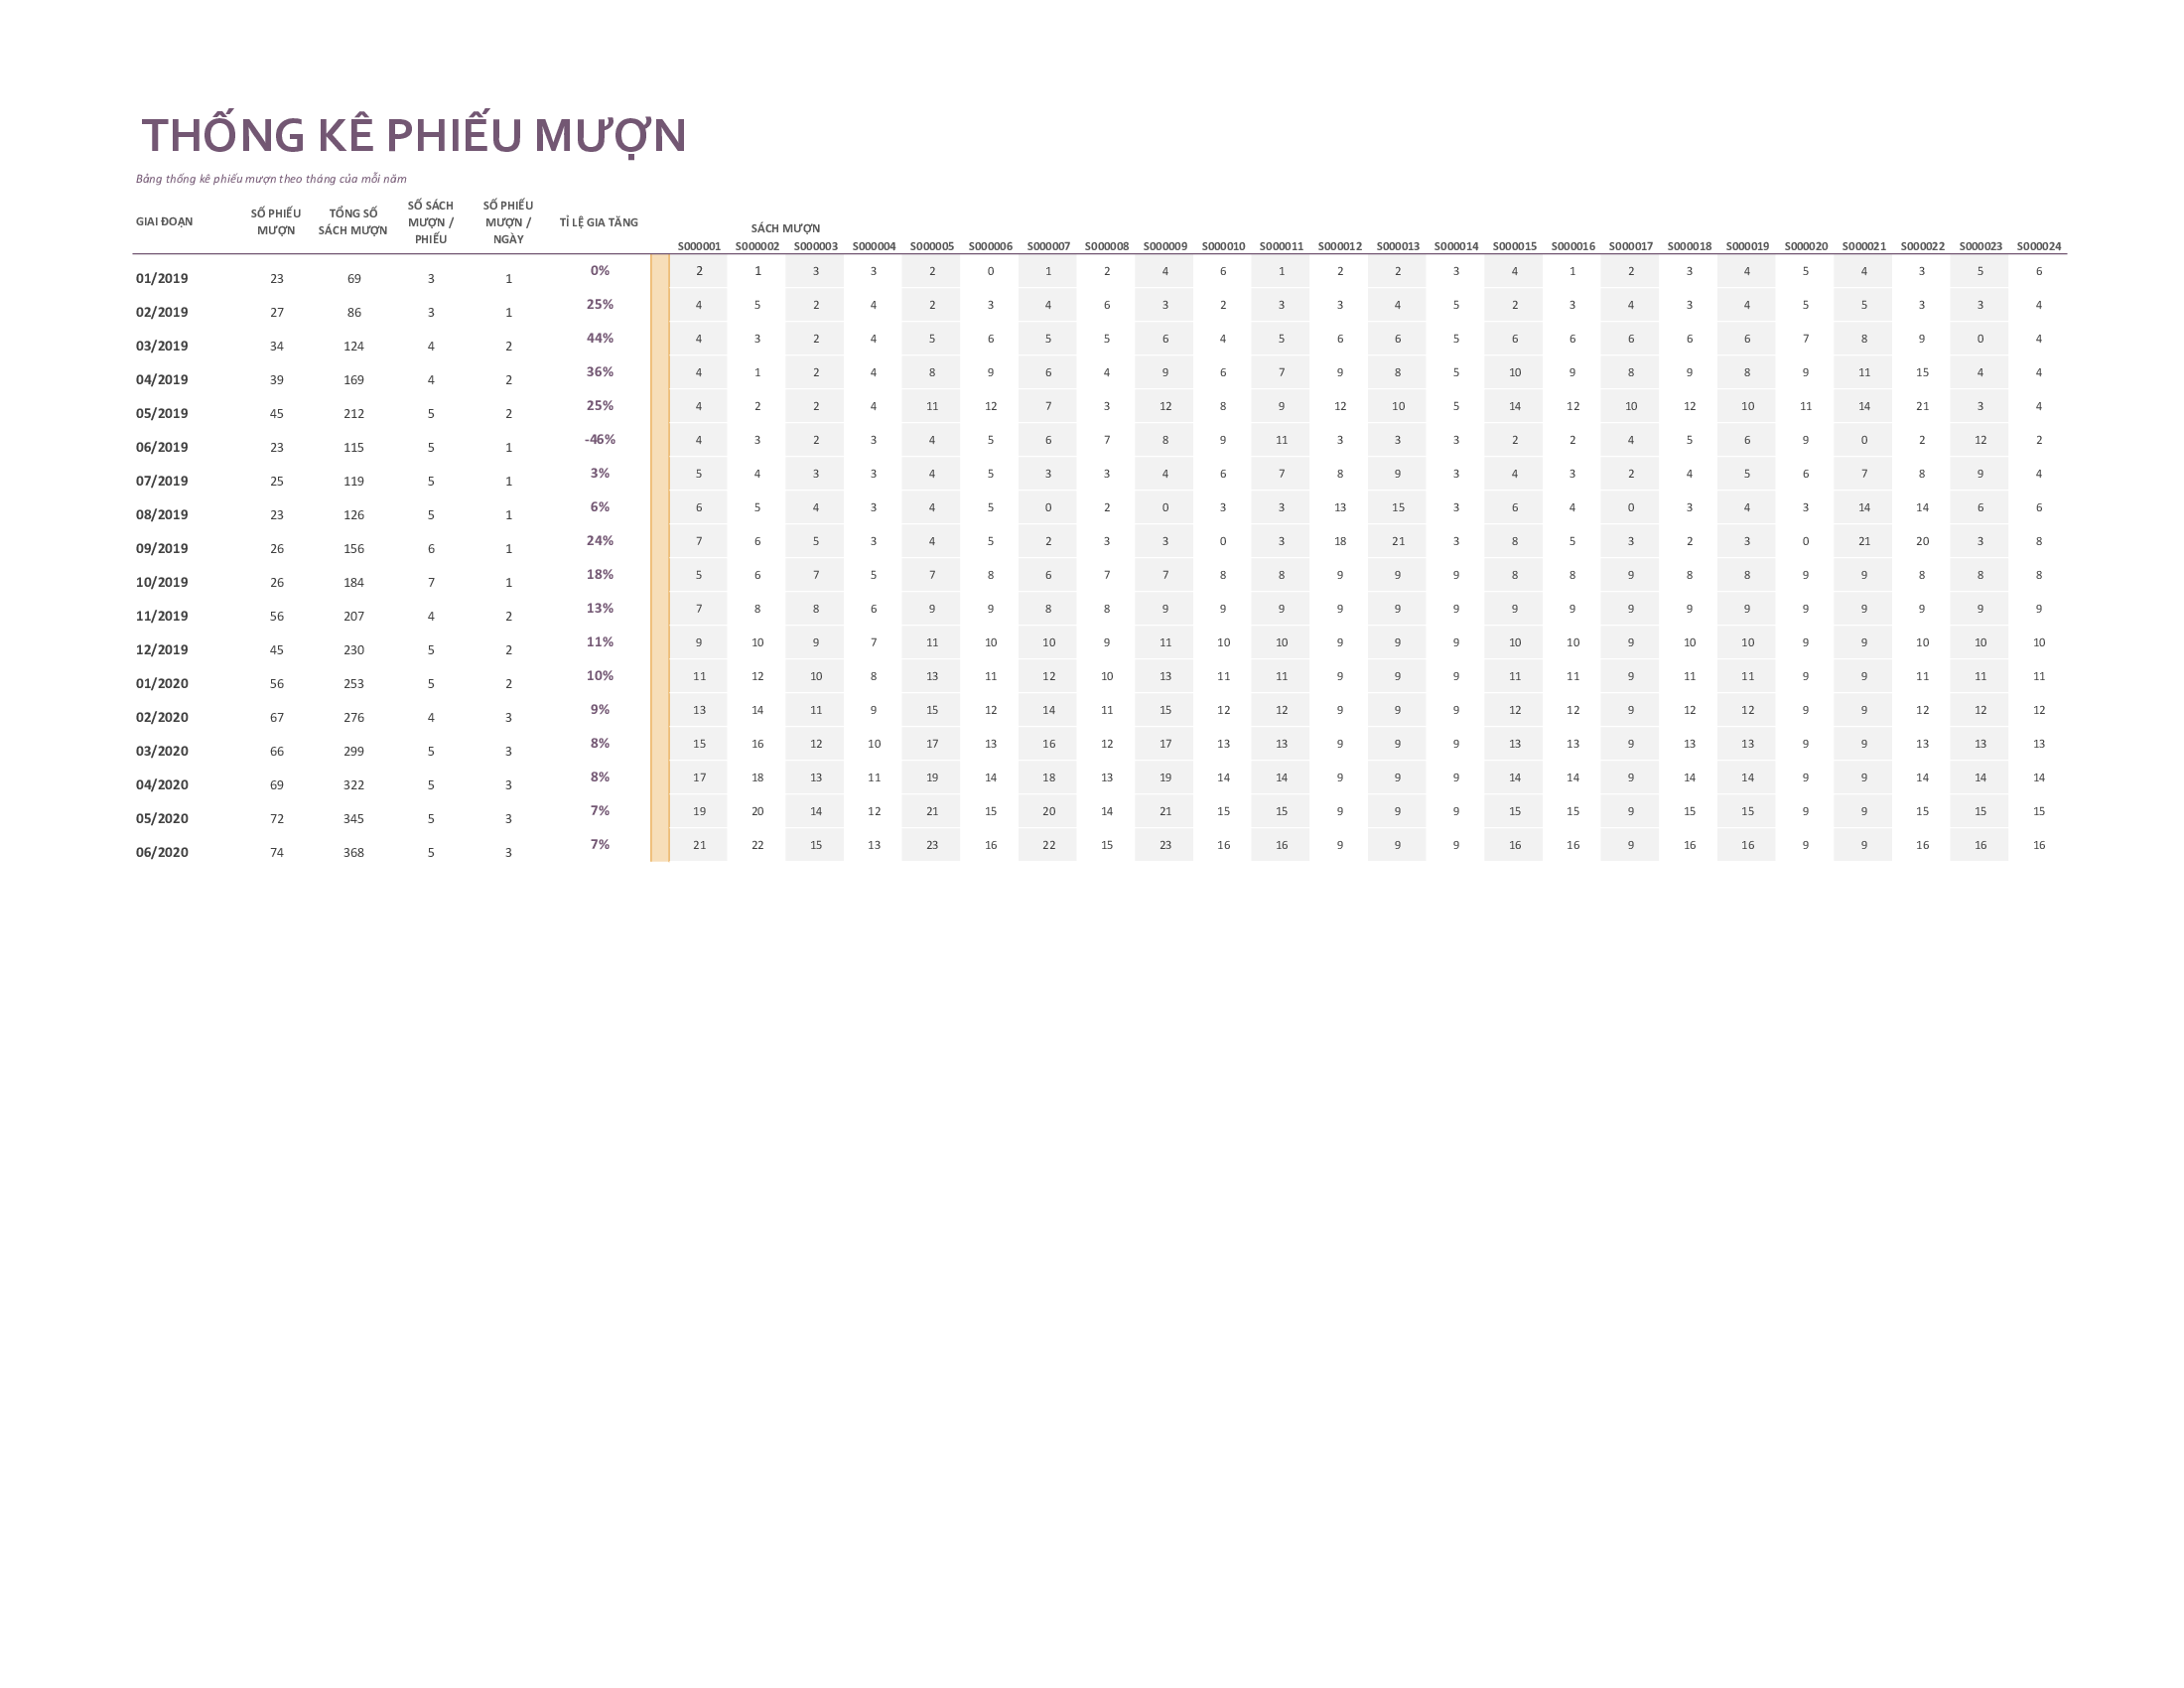 THỐNG KÊ PHIẾU MƯỢN
Bảng thống kê phiếu mượn theo tháng của mỗi năm
GIAI ĐOẠN SỐ PHIẾU MƯỢN TỔNG SỐ SÁCH MƯỢN SỐ SÁCH MƯỢN / PHIẾU SỐ PHIẾU MƯỢN / NGÀY TỈ LỆ GIA TĂNG SÁCH MƯỢN
S000001 S000002 S000003 S000004 S000005 S000006 S000007 S000008 S000009 S000010 S000011 S000012 S000013 S000014 S000015 S000016 S000017 S000018 S000019 S000020 S000021 S000022 S000023 S000024
01/2019 23 69 3 1 0% 2 1 3 3 2 0 1 2 4 6 1 2 2 3 4 1 2 3 4 5 4 3 5 6
02/2019 27 86 3 1 25% 4 5 2 4 2 3 4 6 3 2 3 3 4 5 2 3 4 3 4 5 5 3 3 4
03/2019 34 124 4 2 44% 4 3 2 4 5 6 5 5 6 4 5 6 6 5 6 6 6 6 6 7 8 9 0 4
04/2019 39 169 4 2 36% 4 1 2 4 8 9 6 4 9 6 7 9 8 5 10 9 8 9 8 9 11 15 4 4
05/2019 45 212 5 2 25% 4 2 2 4 11 12 7 3 12 8 9 12 10 5 14 12 10 12 10 11 14 21 3 4
06/2019 23 115 5 1 -46% 4 3 2 3 4 5 6 7 8 9 11 3 3 3 2 2 4 5 6 9 0 2 12 2
07/2019 25 119 5 1 3% 5 4 3 3 4 5 3 3 4 6 7 8 9 3 4 3 2 4 5 6 7 8 9 4
08/2019 23 126 5 1 6% 6 5 4 3 4 5 0 2 0 3 3 13 15 3 6 4 0 3 4 3 14 14 6 6
09/2019 26 156 6 1 24% 7 6 5 3 4 5 2 3 3 0 3 18 21 3 8 5 3 2 3 0 21 20 3 8
10/2019 26 184 7 1 18% 5 6 7 5 7 8 6 7 7 8 8 9 9 9 8 8 9 8 8 9 9 8 8 8
11/2019 56 207 4 2 13% 7 8 8 6 9 9 8 8 9 9 9 9 9 9 9 9 9 9 9 9 9 9 9 9
12/2019 45 230 5 2 11% 9 10 9 7 11 10 10 9 11 10 10 9 9 9 10 10 9 10 10 9 9 10 10 10
01/2020 56 253 5 2 10% 11 12 10 8 13 11 12 10 13 11 11 9 9 9 11 11 9 11 11 9 9 11 11 11
02/2020 67 276 4 3 9% 13 14 11 9 15 12 14 11 15 12 12 9 9 9 12 12 9 12 12 9 9 12 12 12
03/2020 66 299 5 3 8% 15 16 12 10 17 13 16 12 17 13 13 9 9 9 13 13 9 13 13 9 9 13 13 13
04/2020 69 322 5 3 8% 17 18 13 11 19 14 18 13 19 14 14 9 9 9 14 14 9 14 14 9 9 14 14 14
05/2020 72 345 5 3 7% 19 20 14 12 21 15 20 14 21 15 15 9 9 9 15 15 9 15 15 9 9 15 15 15
06/2020 74 368 5 3 7% 21 22 15 13 23 16 22 15 23 16 16 9 9 9 16 16 9 16 16 9 9 16 16 16